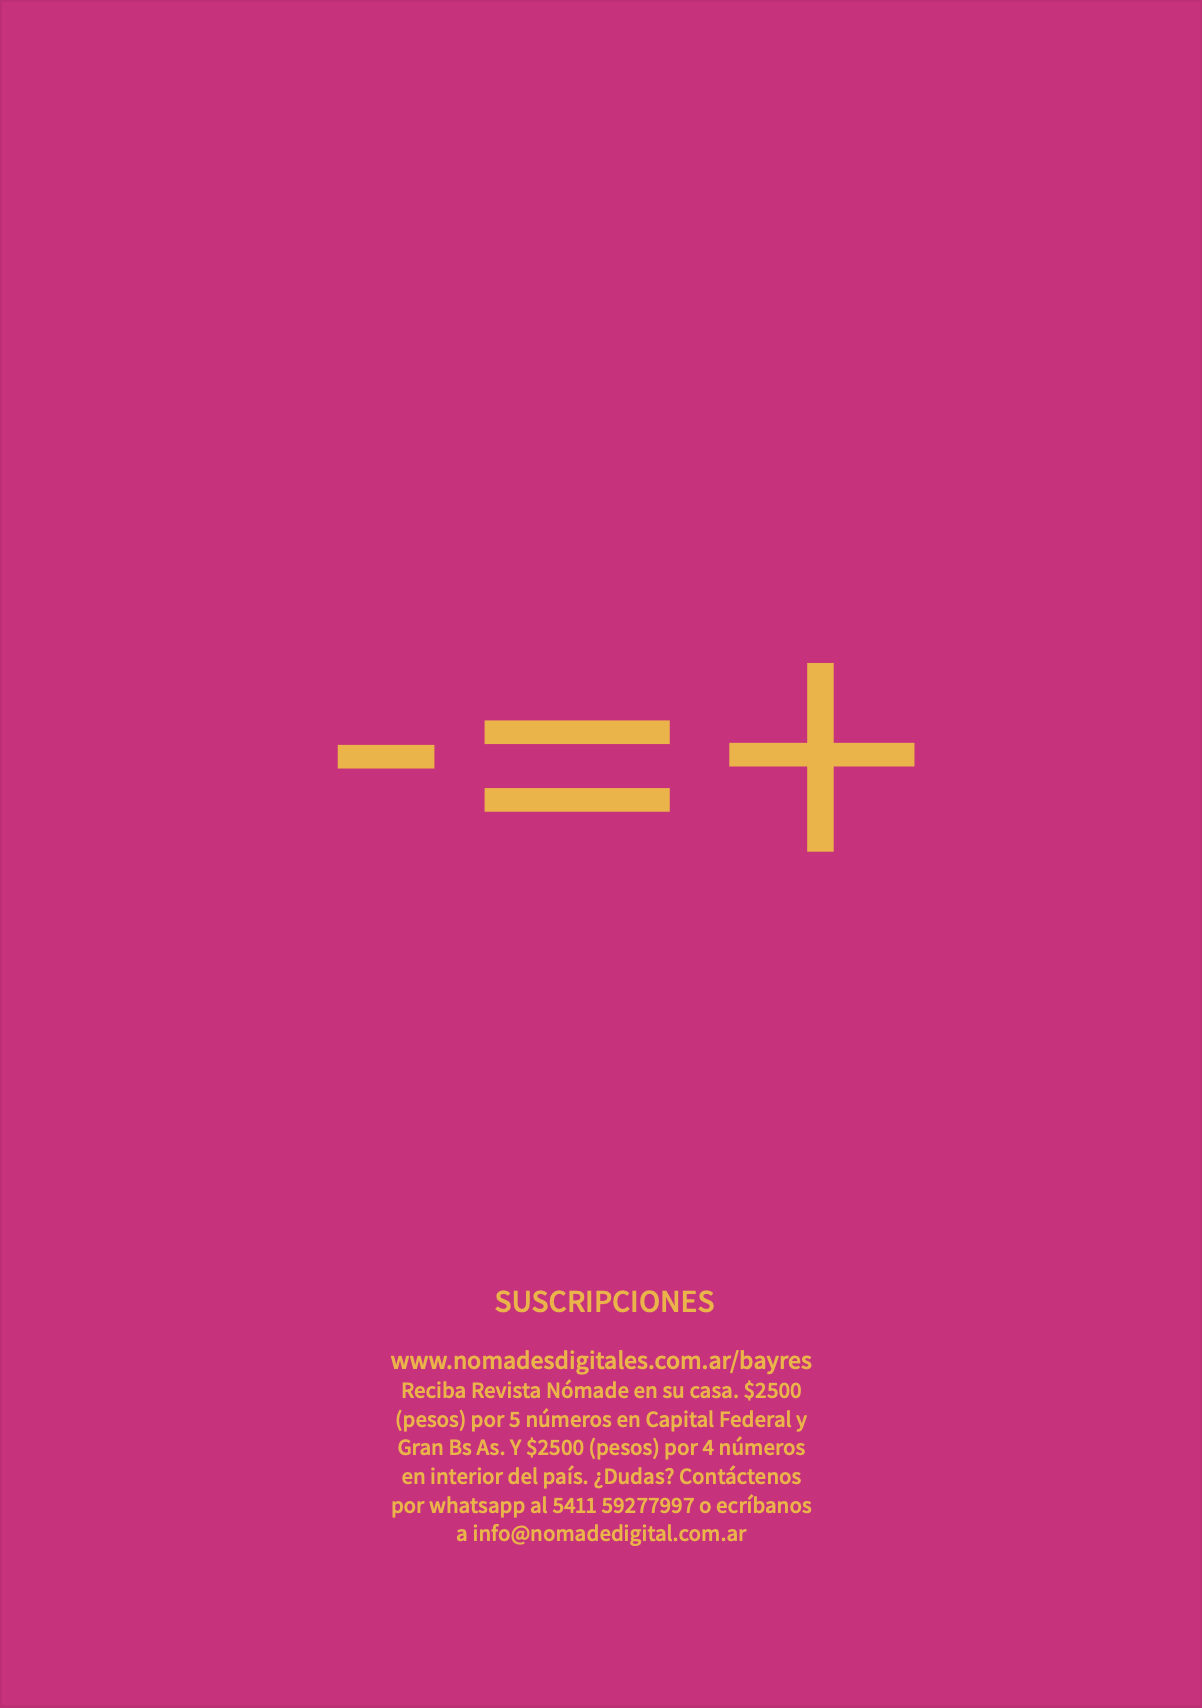 - = +
SUSCRIPCIONES
www.nomadesdigitales.com.ar/bayres
Reciba Revista Nómade en su casa. $2500
(pesos) por 5 números en Capital Federal y
Gran Bs As. Y $2500 (pesos) por 4 números
en interior del país. ¿Dudas? Contáctenos
por whatsapp al 5411 59277997 o ecríbanos
a info@nomadedigital.com.ar